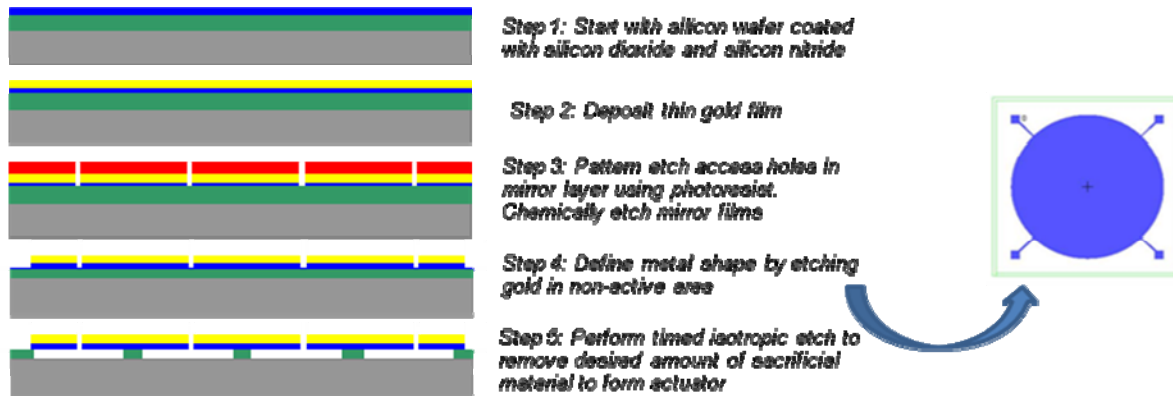 Step 1: Start with silicon wafer coated
with silicon dioxide and silicon nitride
Step 2: Deposit thin gold film
Step 3: Pattern etch access holes in
mirror layer using photoresist.
Chemically etch mirror films
Step 4: Define metal shape by etching
gold in non-active area
Step 5: Perform timed isotropic etch to
remove desired amount of sacrificial
material to form actuator